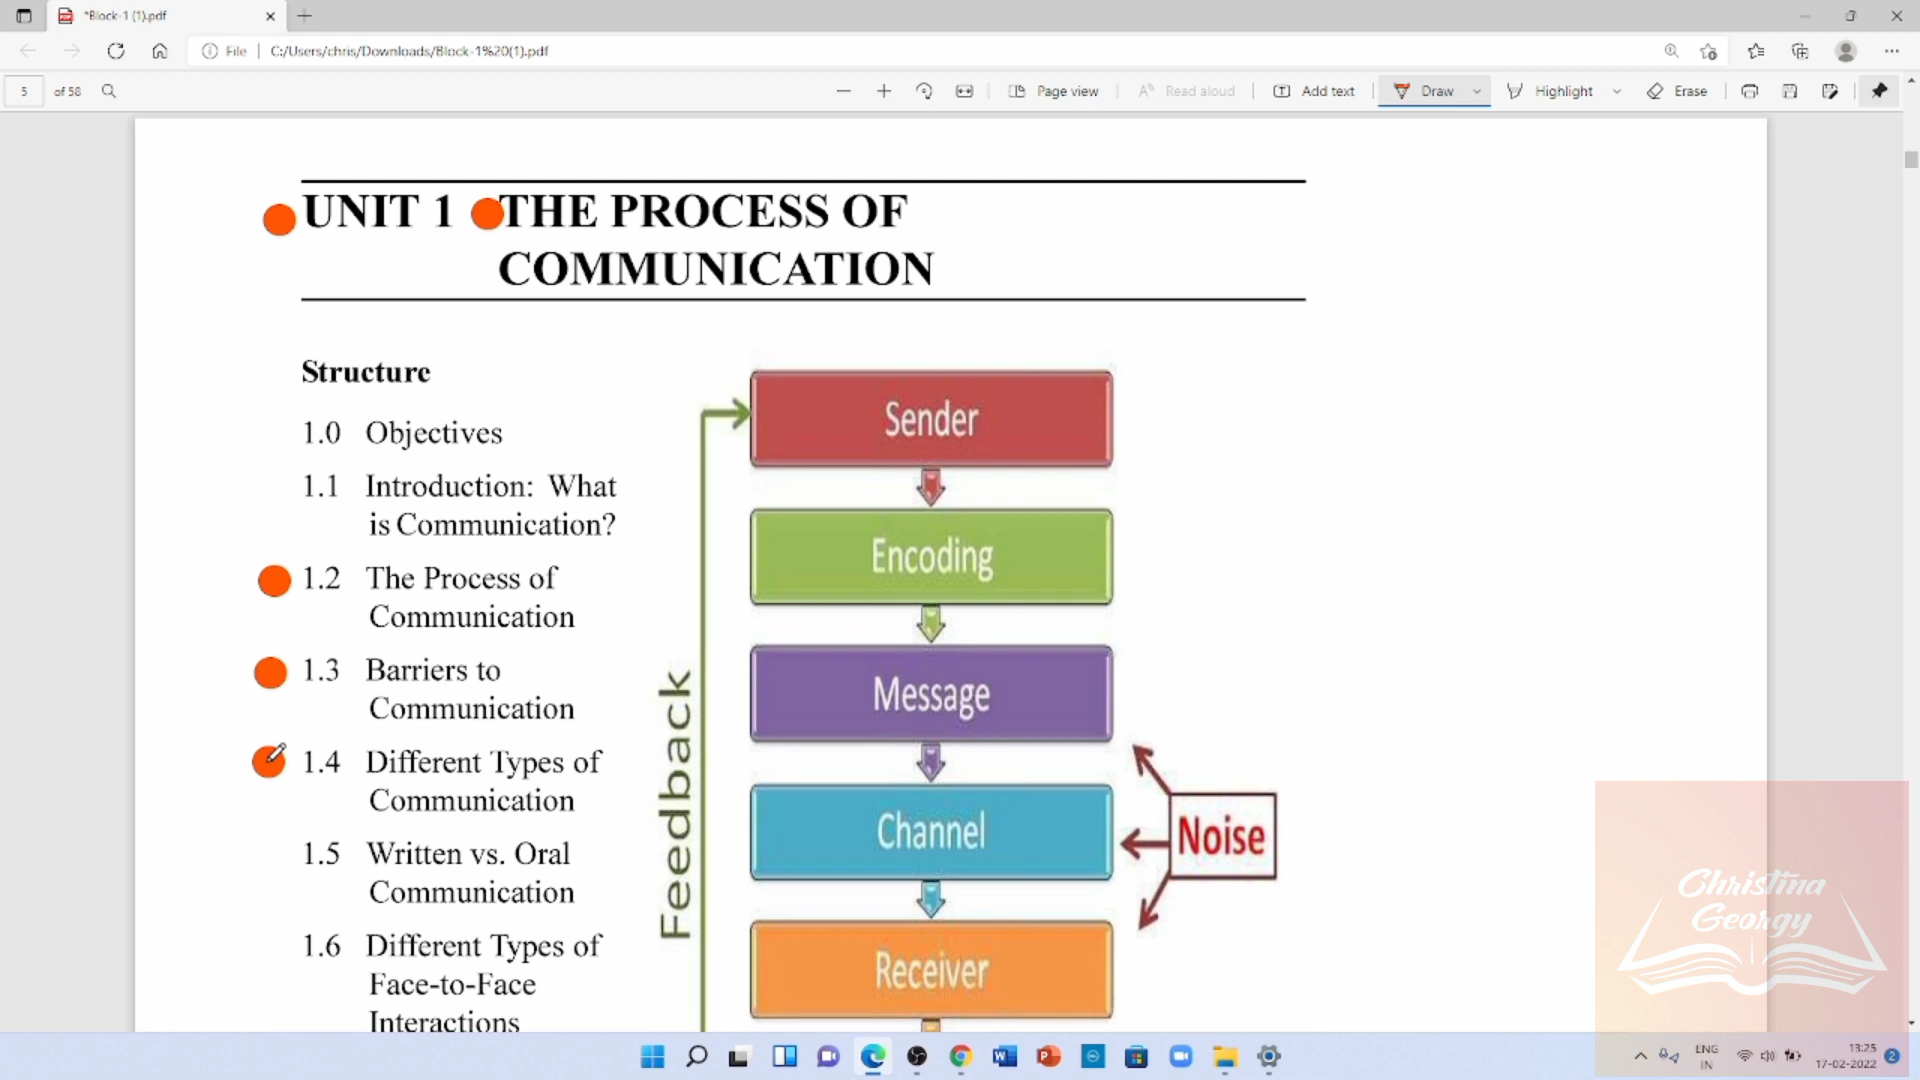 *Block-1 (1).pdf
File
C:/Users/chris/Downloads/Block-1%20(1).pdf
5 of 58
Page view
Read aloud
Add text
Draw
Highlight
Erase
UNIT 1 THE PROCESS OF
COMMUNICATION
Structure
1.0 Objectives
1.1 Introduction: What
is Communication?
1.2 The Process of
Communication
1.3 Barriers to
Communication
1.4 Different Types of
Communication
1.5 Written vs. Oral
Communication
1.6 Different Types of
Face-to-Face
Interactions
Sender
Encoding
Message
Channel
Receiver
Feedback
Noise
Christina
Georgy
ENG
IN
13:25
17-02-2022
2